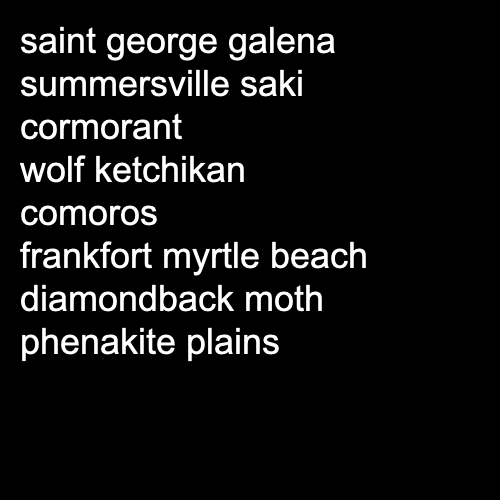 saint george galena
summersville saki
cormorant
wolf ketchikan
comoros
frankfort myrtle beach
diamondback moth
phenakite plains